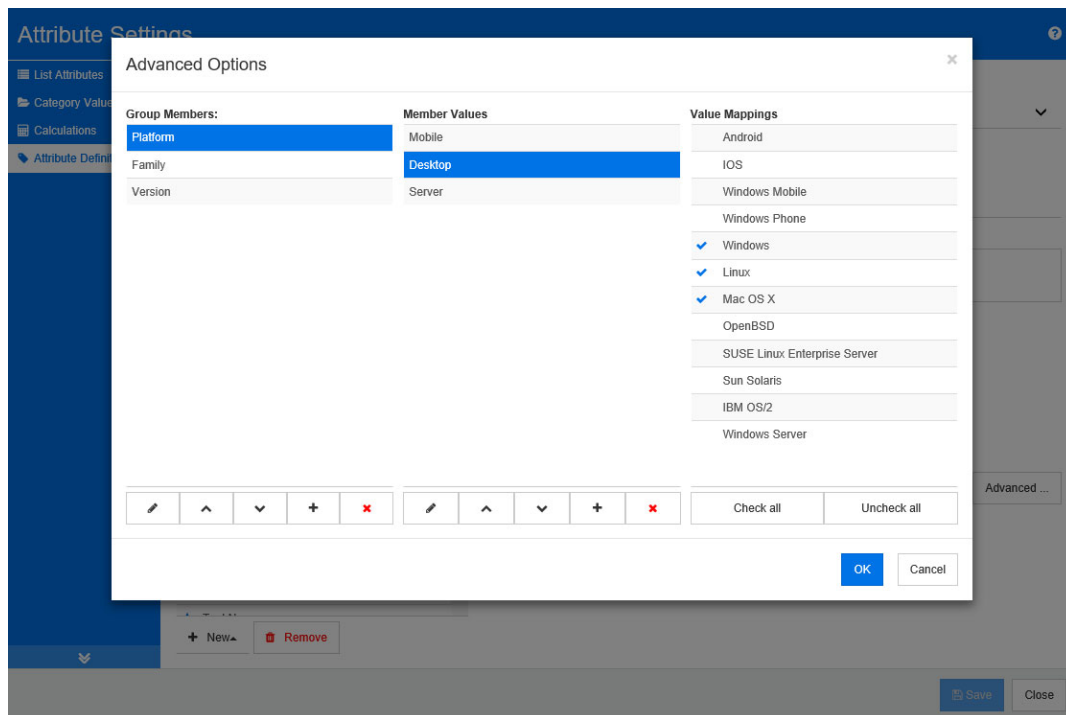 Attribute Settings
List Attributes
Category Value
Calculations
Attribute Definit
Advanced Options
Group Members:
Platform
Family
Version
Member Values
Mobile
Desktop
Server
Value Mappings
Android
IOS
Windows Mobile
Windows Phone
Windows
Linux
Mac OS X
OpenBSD
SUSE Linux Enterprise Server
Sun Solaris
IBM OS/2
Windows Server
Check all
Uncheck all
OK
Cancel
Advanced ...
New
Remove
Save
Close